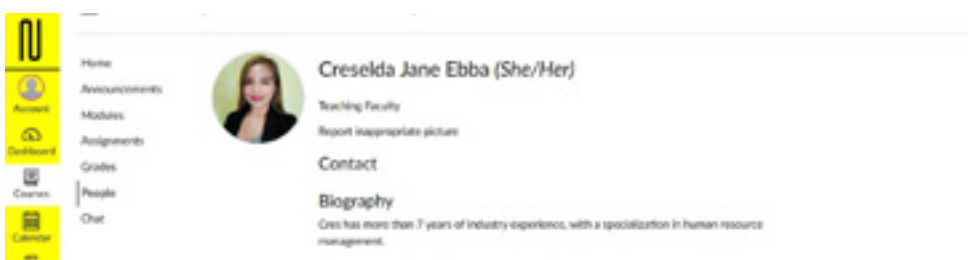 Account
Dashboard
Courses
Calendar
Home
Announcements
Modules
Assignments
Grades
People
Chat
Creselda Jane Ebba (She/Her)
Teaching Faculty
Report inappropriate picture
Contact
Biography
Cres has more than 7 years of industry experience, with a specialization in human resource
management.